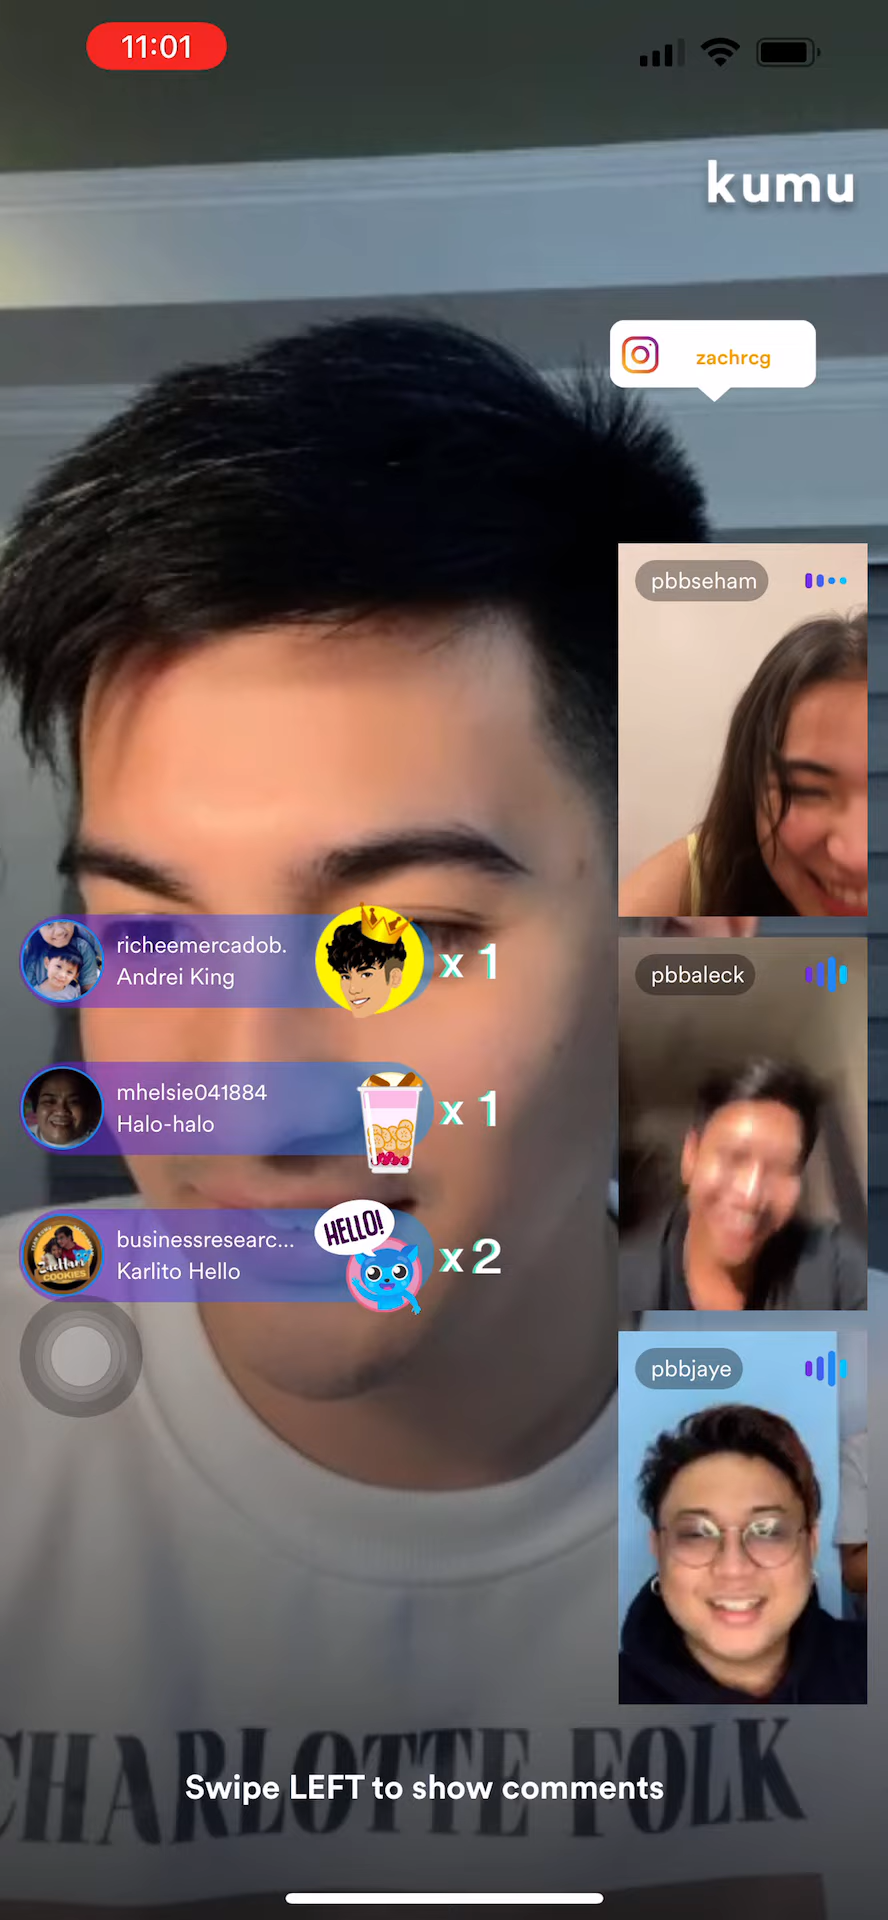 11:01
kumu
zachrcg
pbbseham
richeemercadob.
Andrei King
x 1
pbbaleck
mhelsie041884
Halo-halo
x 1
HELLO!
businessresearc...
Karlito Hello
x 2
COOKIES
pbbjaye
CHARLOTTE FOLK
Swipe LEFT to show comments